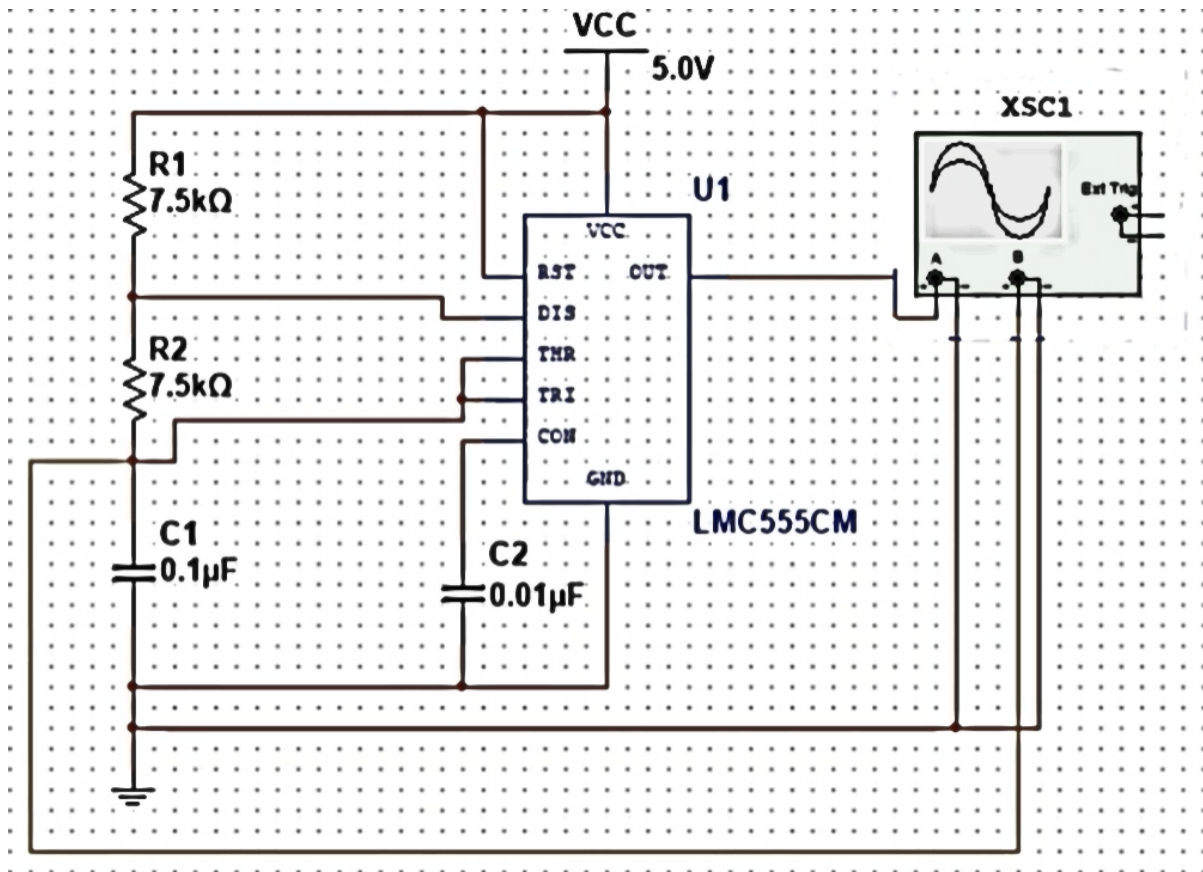 VCC
5.0V
XSC1
R1
7.5kΩ
U1
Ext Trig
VCC
RST
OUT
A
B
DIS
R2
7.5kΩ
THR
TRI
CON
GND
LMC555CM
C1
0.1µF
C2
0.01µF